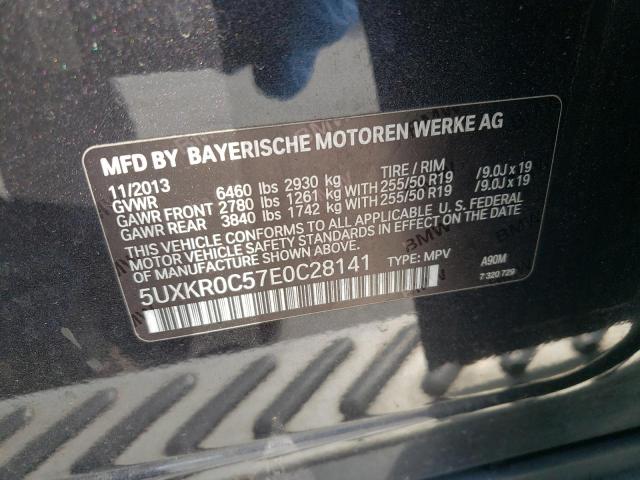 MFD BY BAYERISCHE MOTOREN WERKE AG
11/2013 TIRE / RIM
GVWR 6460 lbs 2930 kg
GAWR FRONT 2780 lbs 1261 kg WITH 255/50 R19 /9.0J x 19
GAWR REAR 3840 lbs 1742 kg WITH 255/50 R19 /9.0J x 19
THIS VEHICLE CONFORMS TO ALL APPLICABLE U.S. FEDERAL
MOTOR VEHICLE SAFETY STANDARDS IN EFFECT ON THE DATE
OF MANUFACTURE SHOWN ABOVE.
5UXKR0C57E0C28141 TYPE: MPV A90M
7 320 729